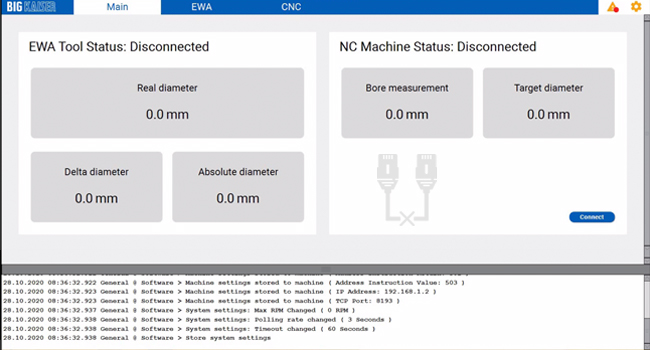 BIG KAISER
Main
EWA
CNC
EWA Tool Status: Disconnected
Real diameter
0.0 mm
Delta diameter
0.0 mm
Absolute diameter
0.0 mm
NC Machine Status: Disconnected
Bore measurement
0.0 mm
Target diameter
0.0 mm
Connect
28.10.2020 08:36:32.922 General @ Software > Machine settings stored to machine ( Address Instruction Value: 503 )
28.10.2020 08:36:32.923 General @ Software > Machine settings stored to machine ( IP Address: 192.168.1.2 )
28.10.2020 08:36:32.923 General @ Software > Machine settings stored to machine ( TCP Port: 8193 )
28.10.2020 08:36:32.937 General @ Software > System settings: Max RPM Changed ( 0 RPM )
28.10.2020 08:36:32.938 General @ Software > System settings: Polling rate changed ( 3 Seconds )
28.10.2020 08:36:32.938 General @ Software > System settings: Timeout changed ( 60 Seconds )
28.10.2020 08:36:32.938 General @ Software > Store system settings